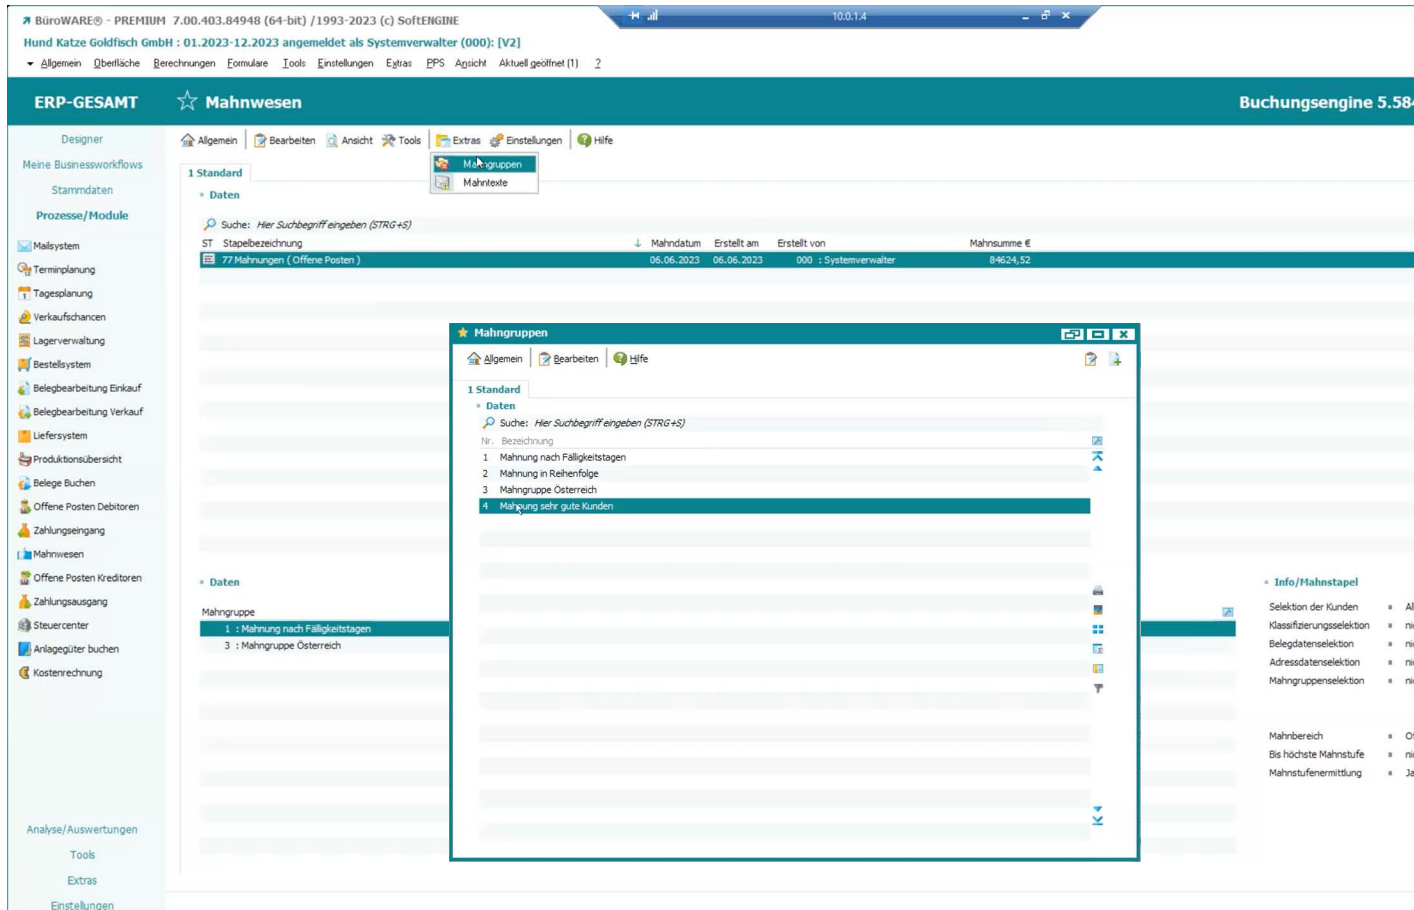 BüroWARE® - PREMIUM 7.00.403.84948 (64-bit) /1993-2023 (c) SoftENGINE
10.0.1.4
Hund Katze Goldfisch GmbH : 01.2023-12.2023 angemeldet als Systemverwalter (000): [V2]
Allgemein Oberfläche Berechnungen Formulare Tools Einstellungen Extras PPS Ansicht Aktuell geöffnet (1) ?
ERP-GESAMT
Mahnwesen
Buchungsengine 5.584
Designer
Meine Businessworkflows
Stammdaten
Prozesse/Module
Mailsystem
Terminplanung
Tagesplanung
Verkaufschancen
Lagerverwaltung
Bestellsystem
Belegbearbeitung Einkauf
Belegbearbeitung Verkauf
Liefersystem
Produktionsübersicht
Belege Buchen
Offene Posten Debitoren
Zahlungseingang
Mahnwesen
Offene Posten Kreditoren
Zahlungsausgang
Steuercenter
Anlagegüter buchen
Kostenrechnung
Analyse/Auswertungen
Tools
Extras
Einstellungen
Allgemein Bearbeiten Ansicht Tools Extras Einstellungen Hilfe
Mahngruppen
Mahntexte
1 Standard
Daten
Suche: Hier Suchbegriff eingeben (STRG+S)
ST Stapelbezeichnung Mahndatum Erstellt am Erstellt von Mahnsumme €
77 Mahnungen ( Offene Posten ) 06.06.2023 06.06.2023 000 : Systemverwalter 84624,52
Mahngruppen
Allgemein Bearbeiten Hilfe
1 Standard
Daten
Suche: Hier Suchbegriff eingeben (STRG+S)
Nr. Bezeichnung
1 Mahnung nach Fälligkeitstagen
2 Mahnung in Reihenfolge
3 Mahngruppe Österreich
4 Mahnung sehr gute Kunden
Daten
Mahngruppe
1 : Mahnung nach Fälligkeitstagen
3 : Mahngruppe Österreich
Info/Mahnstapel
Selektion der Kunden Al
Klassifizierungsselektion ni
Belegdatenselektion ni
Adressdatenselektion ni
Mahngruppenselektion ni
Mahnbereich
Bis höchste Mahnstufe ni
Mahnstufenermittlung Ja